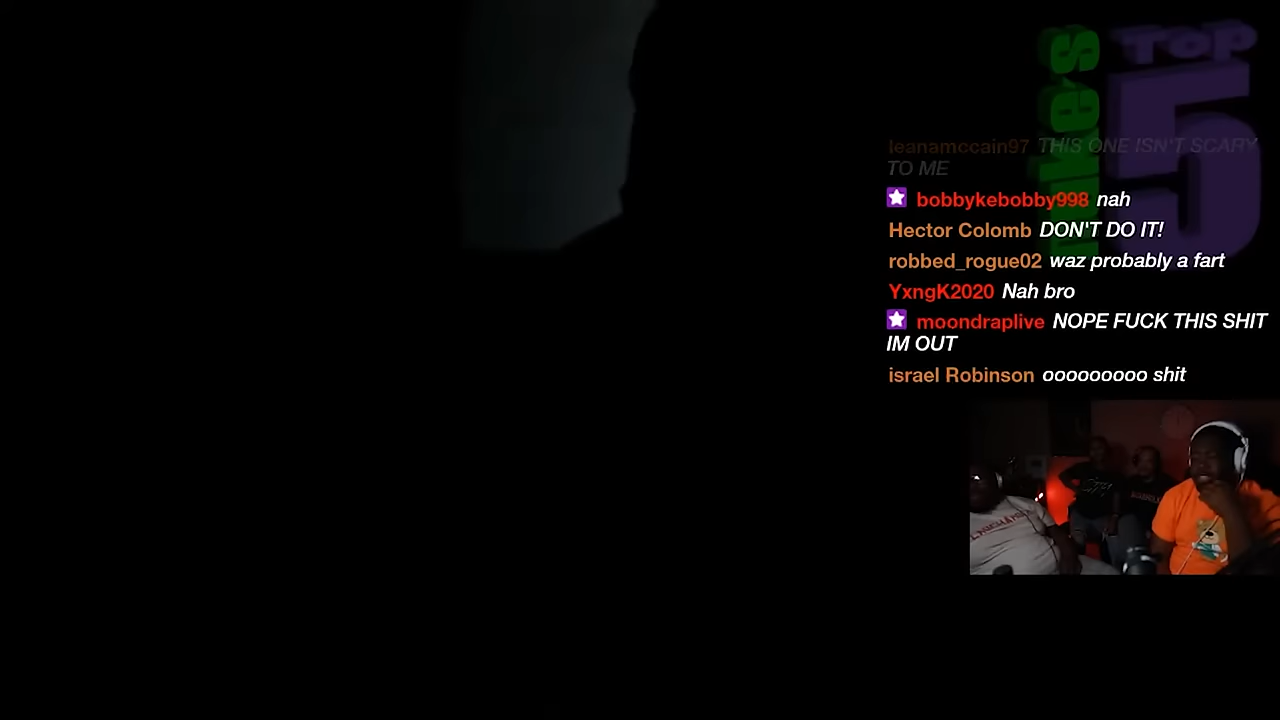 Nuke's
Top
5
leanamccain97 THIS ONE ISN'T SCARY
TO ME
bobbykebobby998 nah
Hector Colomb DON'T DO IT!
robbed_rogue02 waz probably a fart
YxngK2020 Nah bro
moondraplive NOPE FUCK THIS SHIT
IM OUT
israel Robinson ooooooooo shit